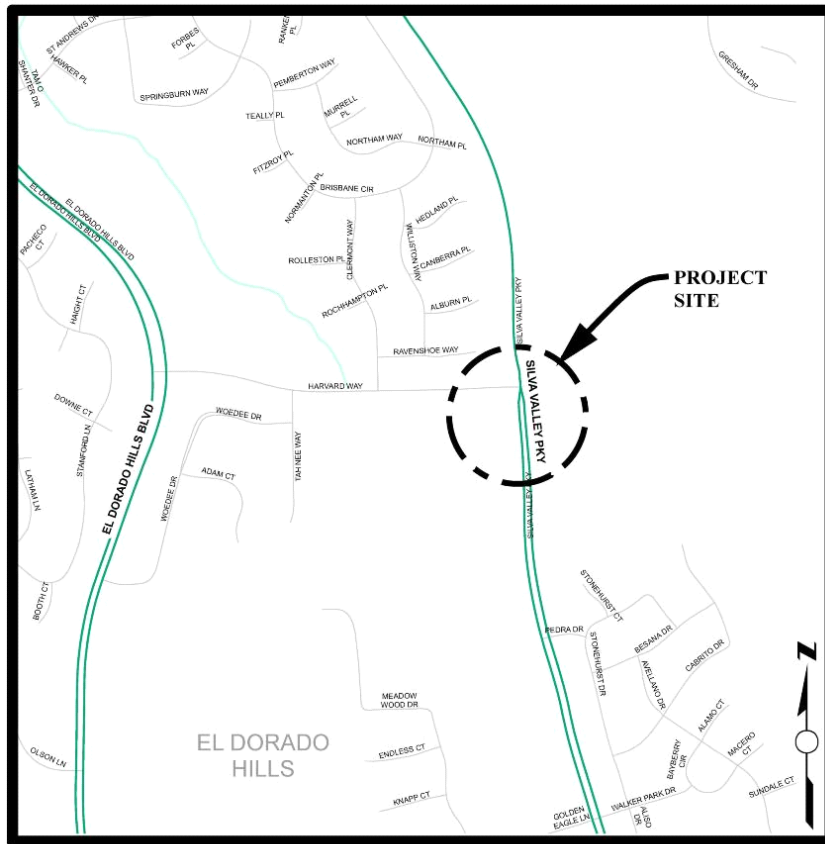 ST ANDREWS DR
HAWKER PL
TAM O
SHANTER DR
FORBES
PL
SPRINGBURN WAY
PEMBERTON WAY
MURRELL
PL
TEALLY PL
NORTHAM WAY
NORTHAM PL
FITZROY PL
NORMANTON PL
BRISBANE CIR
GRESHAM DR
EL DORADO HILLS BLVD
EL DORADO HILLS BLVD
PACHECO
CT
HAIGHT CT
HEDLAND PL
WILLISTON WAY
CLERMONT WAY
ROLLESTON PL
CANBERRA PL
ROCHHAMPTON PL
ALBURN PL
SILVA VALLEY PKY
PROJECT
SITE
RAVENSHOE WAY
HARVARD WAY
SILVA VALLEY PKY
SILVA VALLEY PKY
DOWNE CT
STANFORD LN
EL DORADO HILLS BLVD
WOEDEE DR
WOEDEE DR
ADAM CT
TAH NEE WAY
LATHAM LN
BOOTH CT
OLSON LN
STONEHURST CT
PEDRA DR
STONEHURST DR
BESANA DR
AVELLANO DR
CABRITO DR
MEADOW
WOOD DR
EL DORADO
HILLS
ENDLESS CT
KNAPP CT
ALAMO CT
BAYBERRY
CIR
MACERO
CT
SUNDALE CT
WALKER PARK DR
GOLDEN
EAGLE LN
ALISO
DR
N